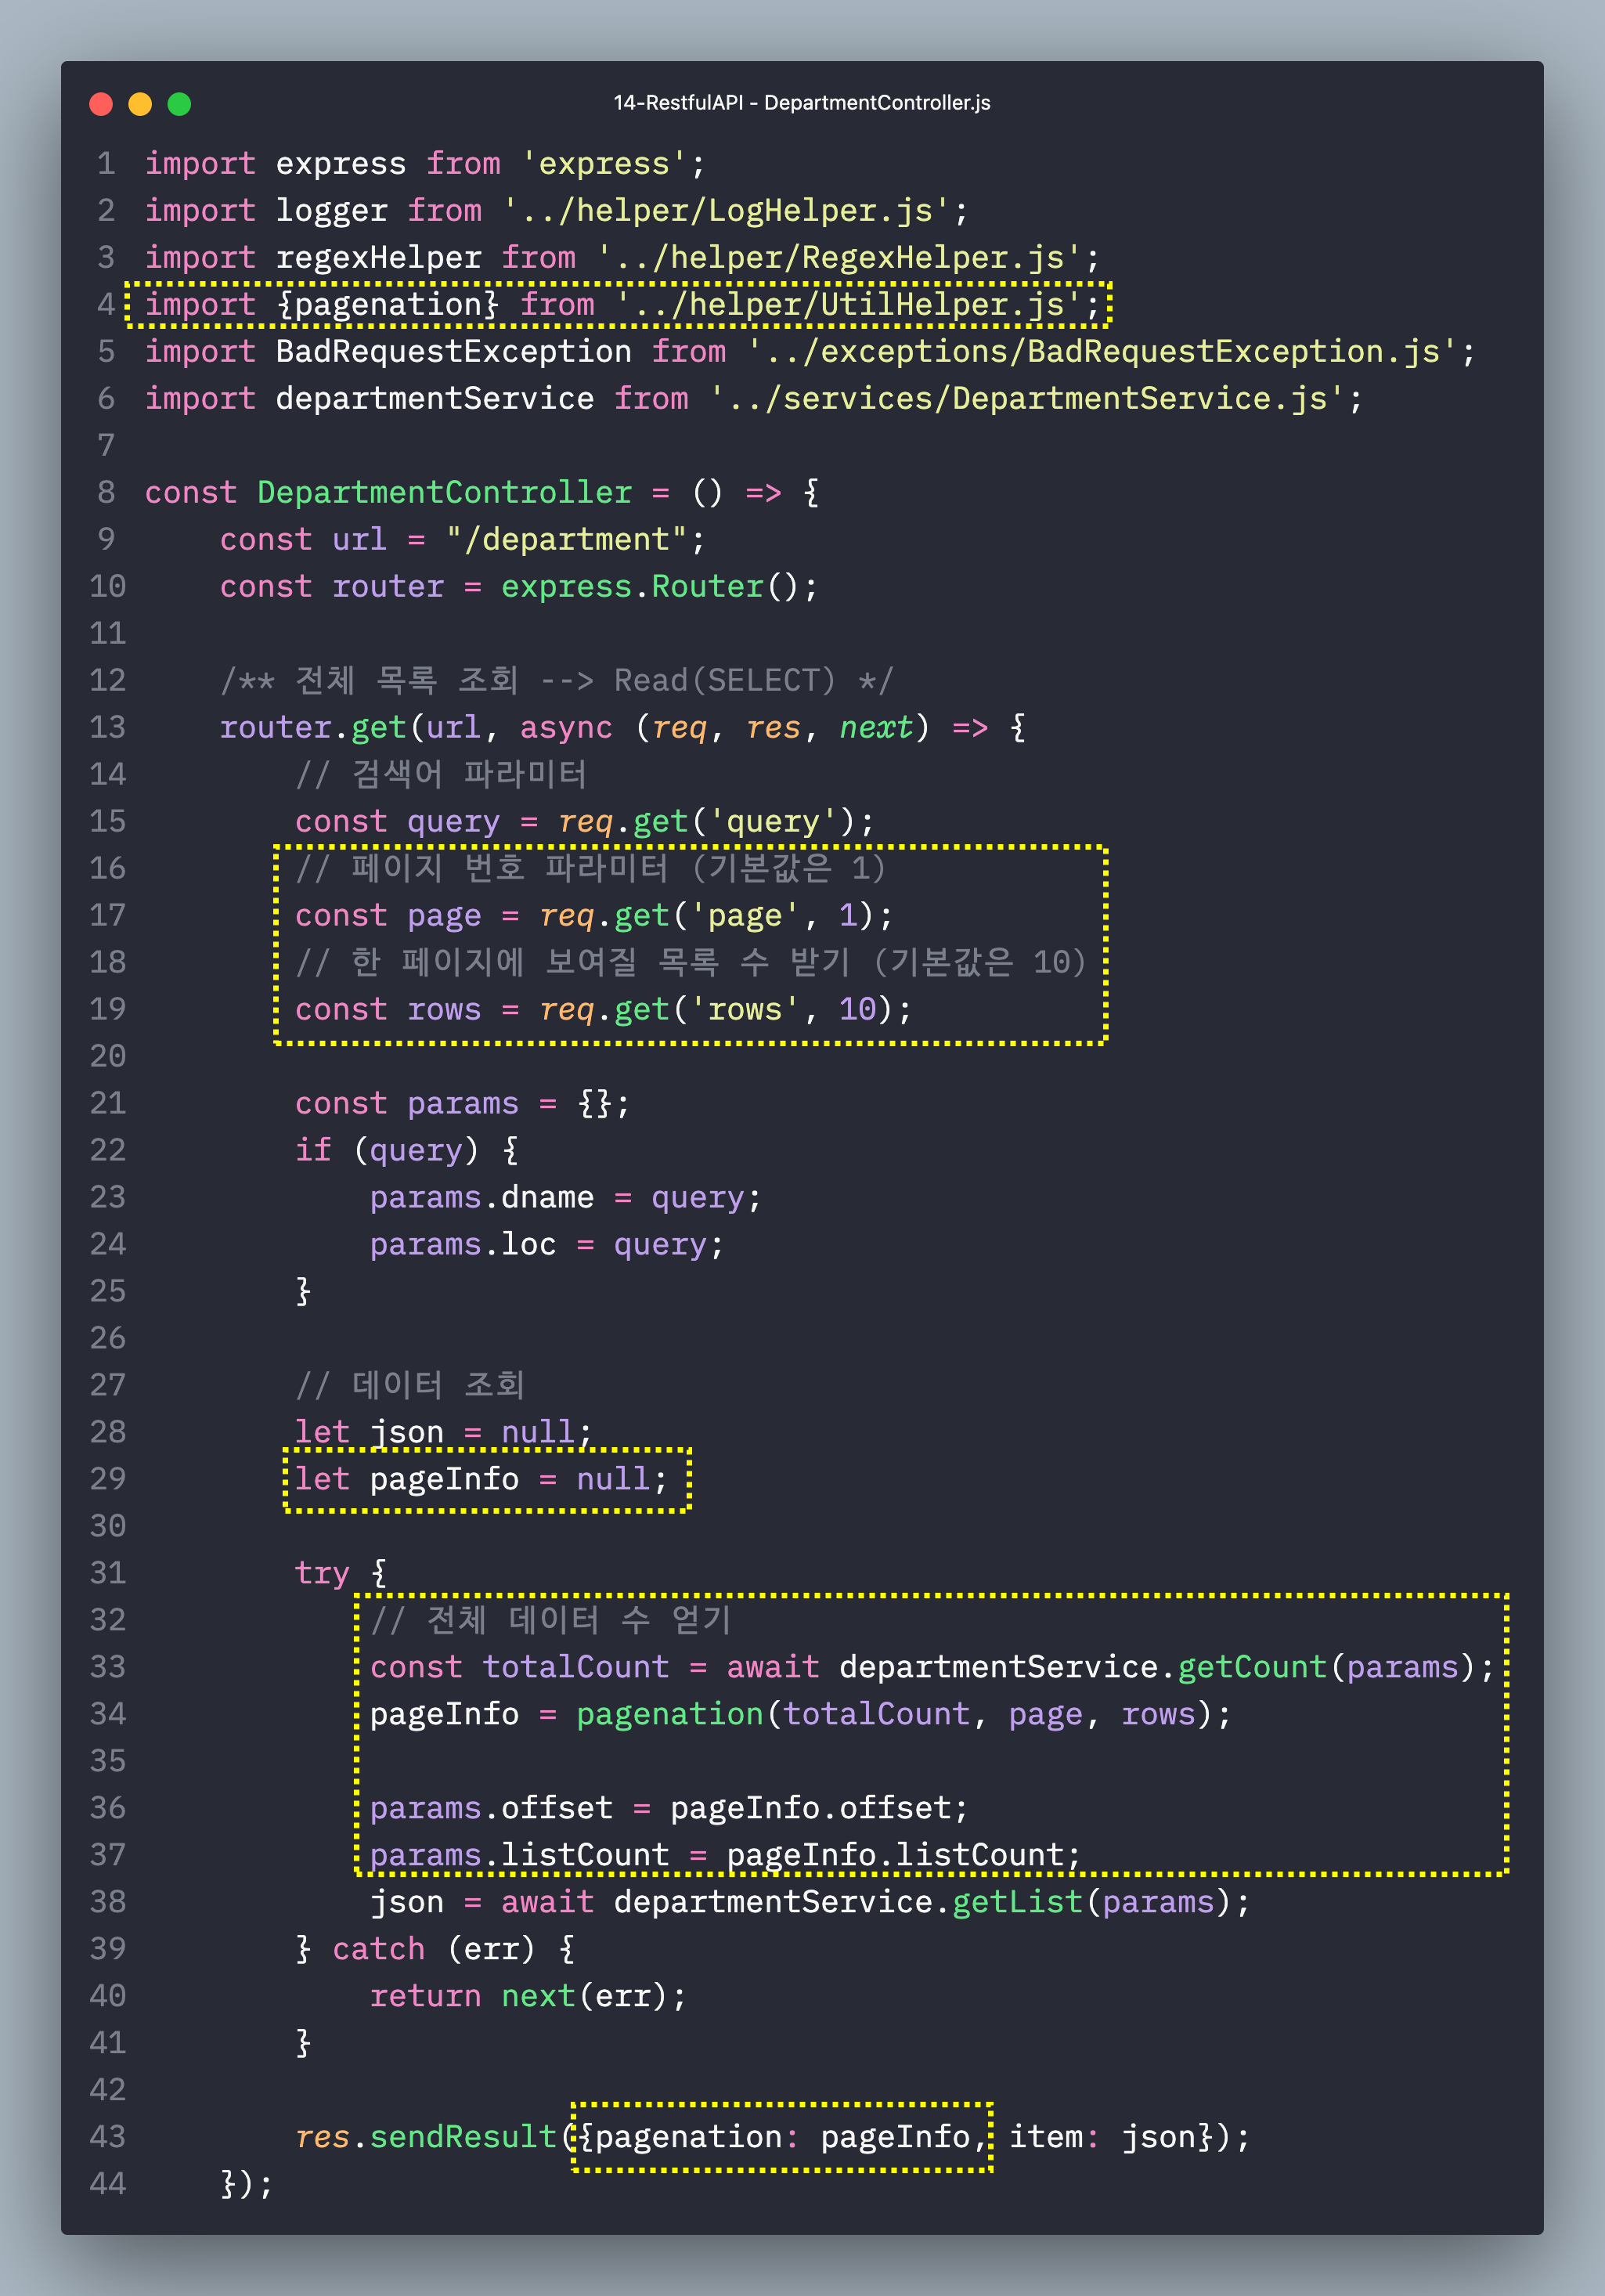 14-RestfulAPI - DepartmentController.js
1 import express from 'express';
2 import logger from '../helper/LogHelper.js';
3 import regexHelper from '../helper/RegexHelper.js';
4 import {pagenation} from '../helper/UtilHelper.js';
5 import BadRequestException from '../exceptions/BadRequestException.js';
6 import departmentService from '../services/DepartmentService.js';
7
8 const DepartmentController = () => {
9     const url = "/department";
10     const router = express.Router();
11
12     /** 전체 목록 조회 --> Read(SELECT) */
13     router.get(url, async (req, res, next) => {
14         // 검색어 파라미터
15         const query = req.get('query');
16         // 페이지 번호 파라미터 (기본값은 1)
17         const page = req.get('page', 1);
18         // 한 페이지에 보여질 목록 수 받기 (기본값은 10)
19         const rows = req.get('rows', 10);
20
21         const params = {};
22         if (query) {
23             params.dname = query;
24             params.loc = query;
25         }
26
27         // 데이터 조회
28         let json = null;
29         let pageInfo = null;
30
31         try {
32             // 전체 데이터 수 얻기
33             const totalCount = await departmentService.getCount(params);
34             pageInfo = pagenation(totalCount, page, rows);
35
36             params.offset = pageInfo.offset;
37             params.listCount = pageInfo.listCount;
38             json = await departmentService.getList(params);
39         } catch (err) {
40             return next(err);
41         }
42
43         res.sendResult({pagenation: pageInfo, item: json});
44     });